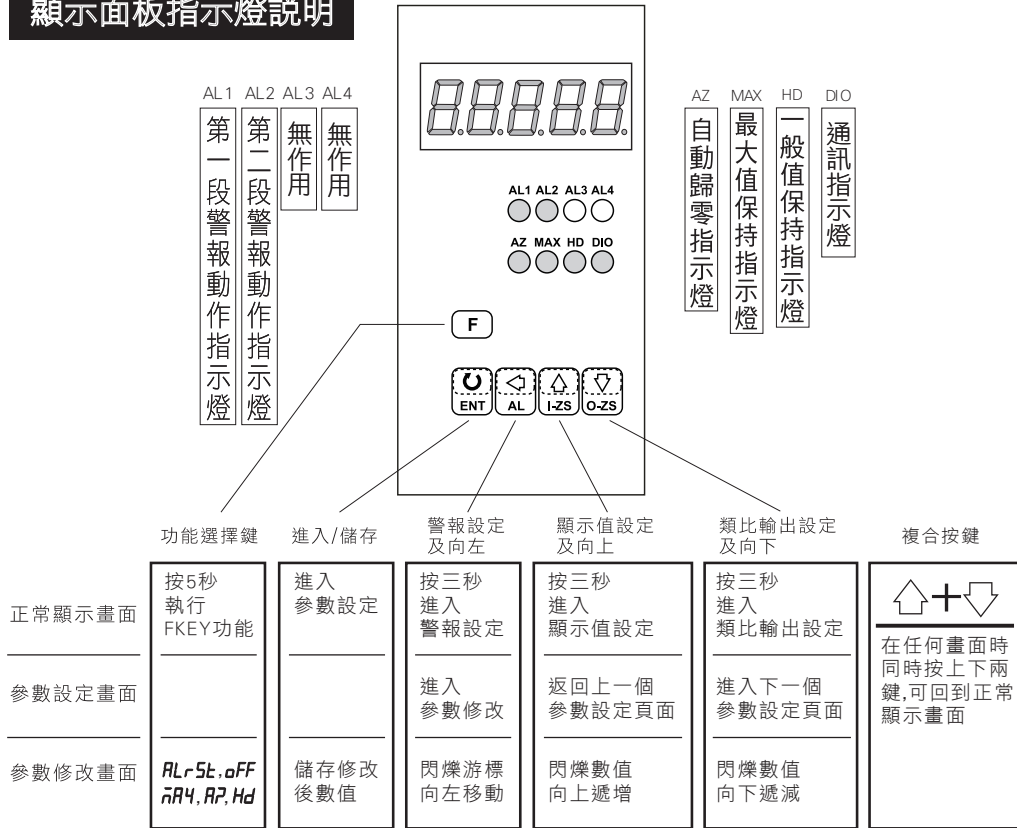 顯示面板指示燈説明
AL1 AL2 AL3 AL4
第一段警報動作指示燈
第二段警報動作指示燈
無作用
無作用
AZ MAX HD DIO
自動歸零指示燈
最大值保持指示燈
一般值保持指示燈
通訊指示燈
8.8.8.8.8.
AL1 AL2 AL3 AL4
AZ MAX HD DIO
F
ENT AL I-ZS O-ZS
功能選擇鍵
進入/儲存
警報設定
及向左
顯示值設定
及向上
類比輸出設定
及向下
複合按鍵
正常顯示畫面
按5秒
執行
FKEY功能
進入
參數設定
按三秒
進入
警報設定
按三秒
進入
顯示值設定
按三秒
進入
類比輸出設定
在任何畫面時
同時按上下兩
鍵,可回到正常
顯示畫面
參數設定畫面
進入
參數修改
返回上一個
參數設定頁面
進入下一個
參數設定頁面
參數修改畫面
ALrSt,oFF
儲存修改
後數值
閃爍游標
向左移動
閃爍數值
向上遞增
閃爍數值
向下遞減